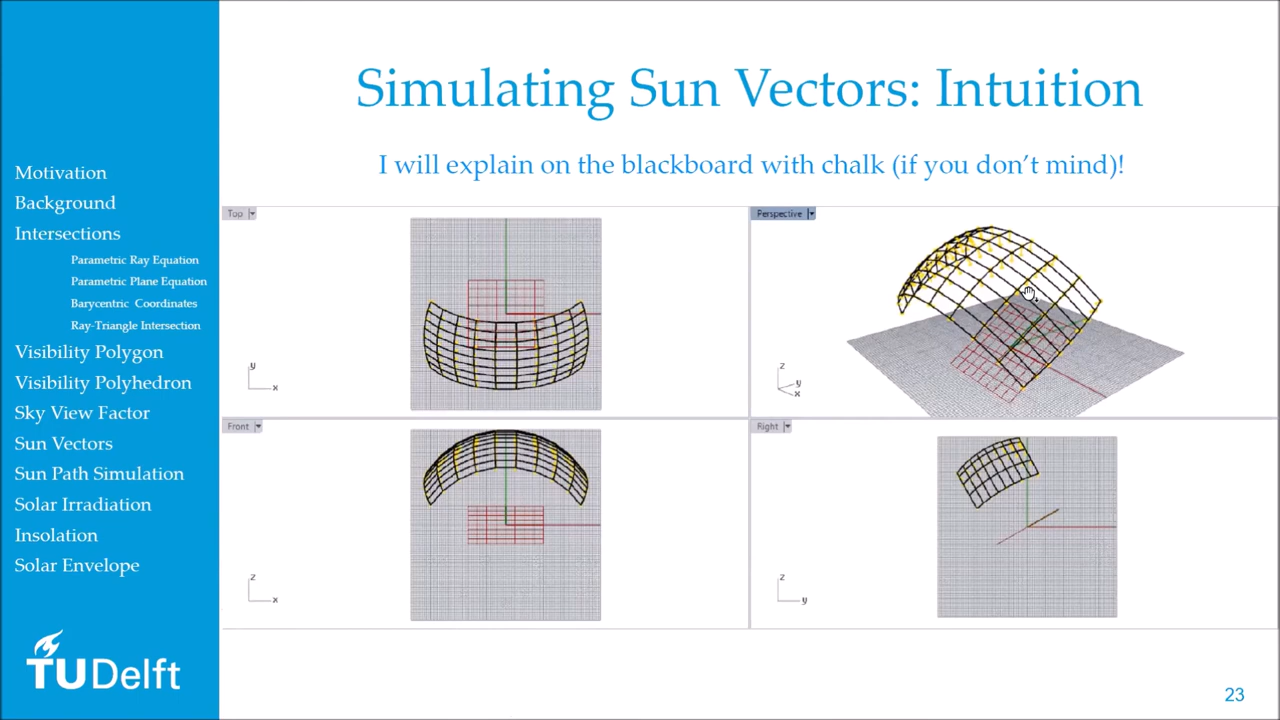 Simulating Sun Vectors: Intuition
I will explain on the blackboard with chalk (if you don't mind)!
Motivation
Background
Intersections
Parametric Ray Equation
Parametric Plane Equation
Barycentric Coordinates
Ray-Triangle Intersection
Visibility Polygon
Visibility Polyhedron
Sky View Factor
Sun Vectors
Sun Path Simulation
Solar Irradiation
Insolation
Solar Envelope
TUDelft
Top
y
x
Perspective
z
y
x
Front
z
x
Right
z
y
23